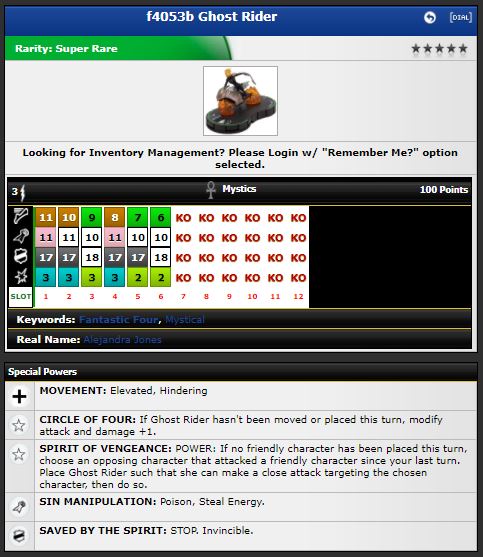 f4053b Ghost Rider
[DIAL]
Rarity: Super Rare
Looking for Inventory Management? Please Login w/ "Remember Me?" option
selected.
3
Mystics
100 Points
11 10 9 8 7 6 KO KO KO KO KO KO
11 11 10 11 10 10 KO KO KO KO KO KO
17 17 18 17 17 18 KO KO KO KO KO KO
3 3 3 3 2 2 KO KO KO KO KO KO
SLOT 1 2 3 4 5 6 7 8 9 10 11 12
Keywords: Fantastic Four, Mystical
Real Name: Alejandra Jones
Special Powers
MOVEMENT: Elevated, Hindering
CIRCLE OF FOUR: If Ghost Rider hasn't been moved or placed this turn, modify
attack and damage +1.
SPIRIT OF VENGEANCE: POWER: If no friendly character has been placed this turn,
choose an opposing character that attacked a friendly character since your last turn.
Place Ghost Rider such that she can make a close attack targeting the chosen
character, then do so.
SIN MANIPULATION: Poison, Steal Energy.
SAVED BY THE SPIRIT: STOP. Invincible.